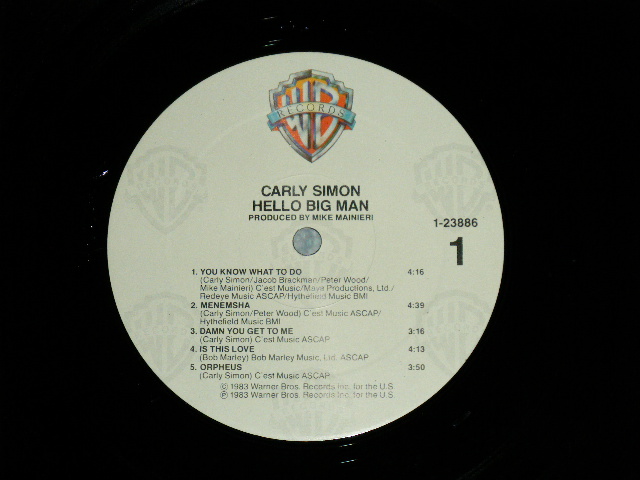 WB
RECORDS
CARLY SIMON
HELLO BIG MAN
PRODUCED BY MIKE MAINIERI
1-23886
1
1. YOU KNOW WHAT TO DO 4:16
(Carly Simon/Jacob Brackman/Peter Wood/
Mike Mainieri) C'est Music/Maya Productions, Ltd./
Redeye Music ASCAP/Hythefield Music BMI
2. MENEMSHA 4:39
(Carly Simon/Peter Wood) C'est Music ASCAP/
Hythefield Music BMI
3. DAMN YOU GET TO ME 3:16
(Carly Simon) C'est Music ASCAP
4. IS THIS LOVE 4:13
(Bob Marley) Bob Marley Music, Ltd. ASCAP
5. ORPHEUS 3:50
(Carly Simon) C'est Music ASCAP
© 1983 Warner Bros. Records Inc. for the U.S.
℗ 1983 Warner Bros. Records Inc. for the U.S.